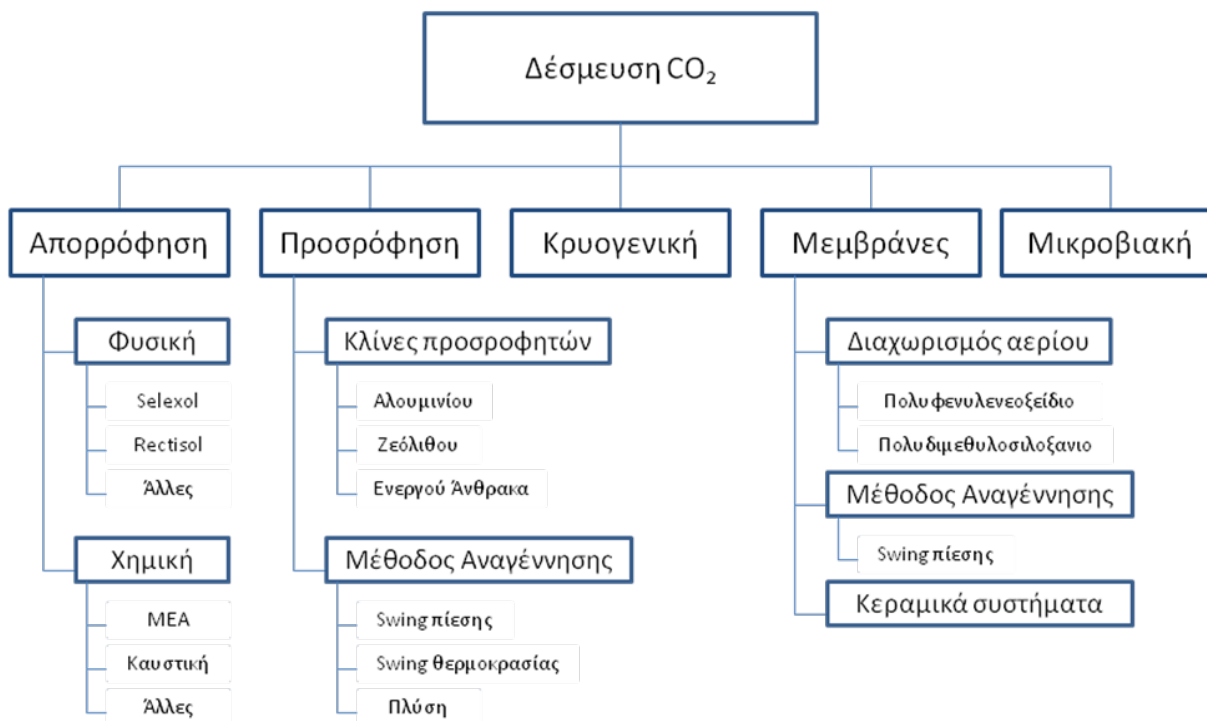 Δέσμευση CO₂
Απορρόφηση
Προσρόφηση
Κρυογενική
Μεμβράνες
Μικροβιακή
Φυσική
Selexol
Rectisol
Άλλες
Χημική
MEA
Καυστική
Άλλες
Κλίνες προσροφητών
Αλουμινίου
Ζεόλιθου
Ενεργού Άνθρακα
Μέθοδος Αναγέννησης
Swing πίεσης
Swing θερμοκρασίας
Πλύση
Διαχωρισμός αερίου
Πολυφενυλενεοξείδιο
Πολυδιμεθυλοσιλοξανιο
Μέθοδος Αναγέννησης
Swing πίεσης
Κεραμικά συστήματα